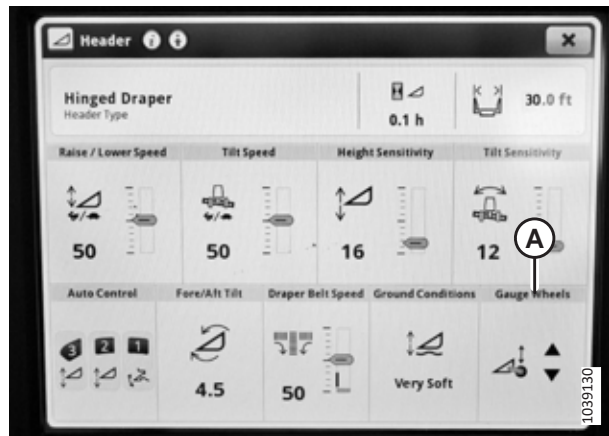 Header
Hinged Draper
Header Type
0.1 h
30.0 ft
Raise / Lower Speed
Tilt Speed
Height Sensitivity
Tilt Sensitivity
50
50
16
12
A
Auto Control
Fore/Aft Tilt
Draper Belt Speed
Ground Conditions
Gauge Wheels
3 2 1
4.5
50
Very Soft
1039130